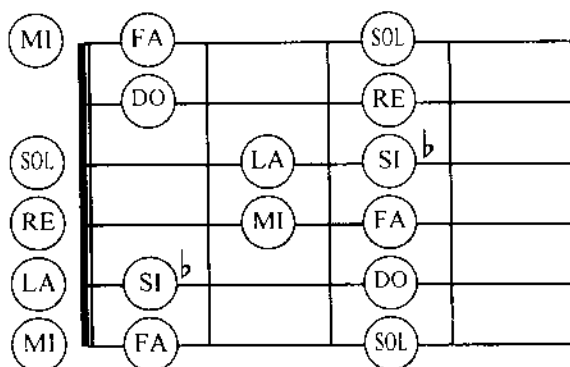 MI FA SOL
DO RE
SOL LA SI♭
RE MI FA
LA SI♭ DO
MI FA SOL